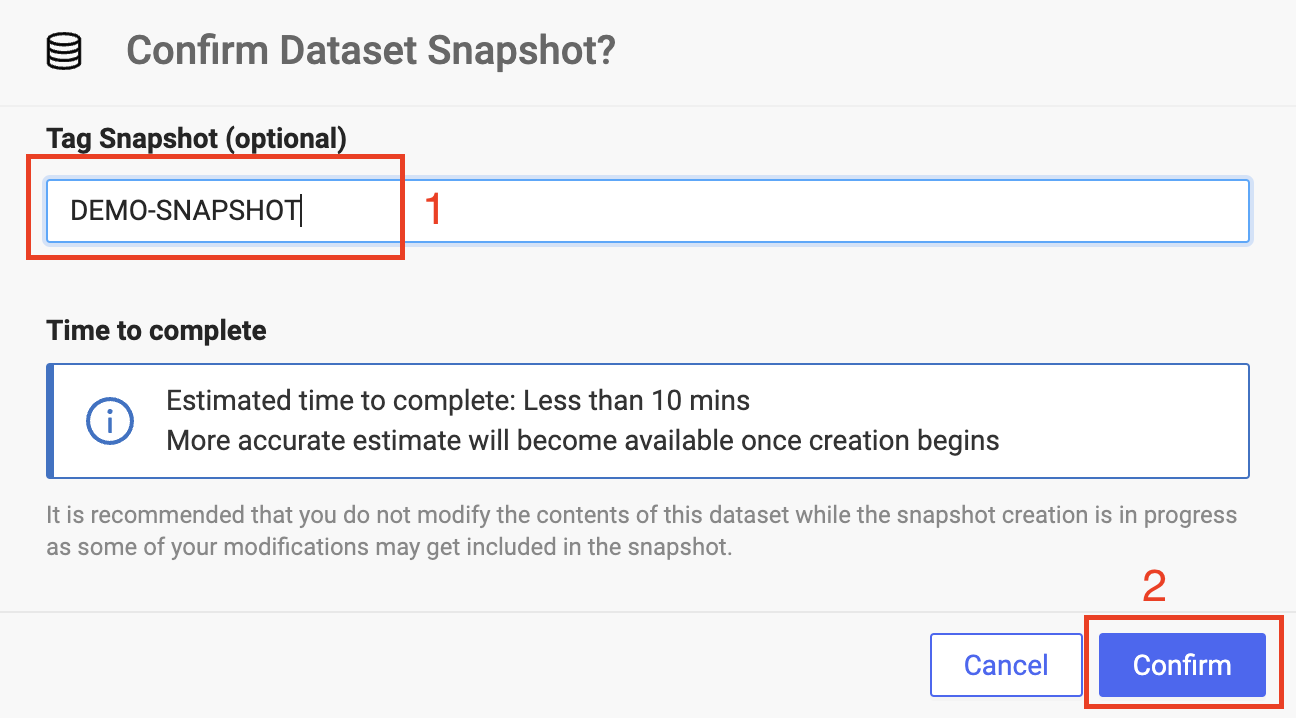 Confirm Dataset Snapshot?
Tag Snapshot (optional)
DEMO-SNAPSHOT
1
Time to complete
Estimated time to complete: Less than 10 mins
More accurate estimate will become available once creation begins
It is recommended that you do not modify the contents of this dataset while the snapshot creation is in progress
as some of your modifications may get included in the snapshot.
2
Cancel
Confirm